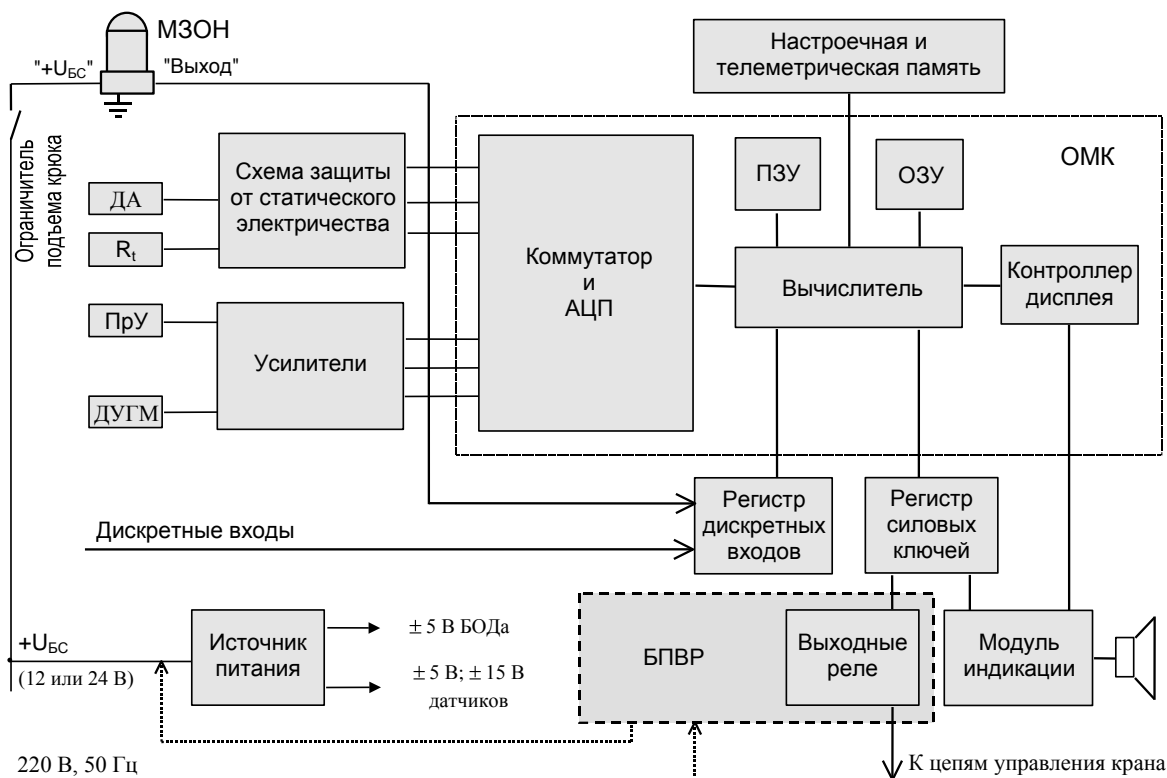 МЗОН
"+UБС"
"Выход"
Настроечная и
телеметрическая память
Ограничитель
подъема крюка
Схема защиты
от статического
электричества
ДА
Rt
ПрУ
ДУГМ
Усилители
Коммутатор
и
АЦП
ПЗУ
ОЗУ
ОМК
Вычислитель
Контроллер
дисплея
Дискретные входы
Регистр
дискретных
входов
Регистр
силовых
ключей
+UБС
(12 или 24 В)
Источник
питания
± 5 В БОДа
± 5 В; ± 15 В
датчиков
БПВР
Выходные
реле
Модуль
индикации
220 В, 50 Гц
К цепям управления крана